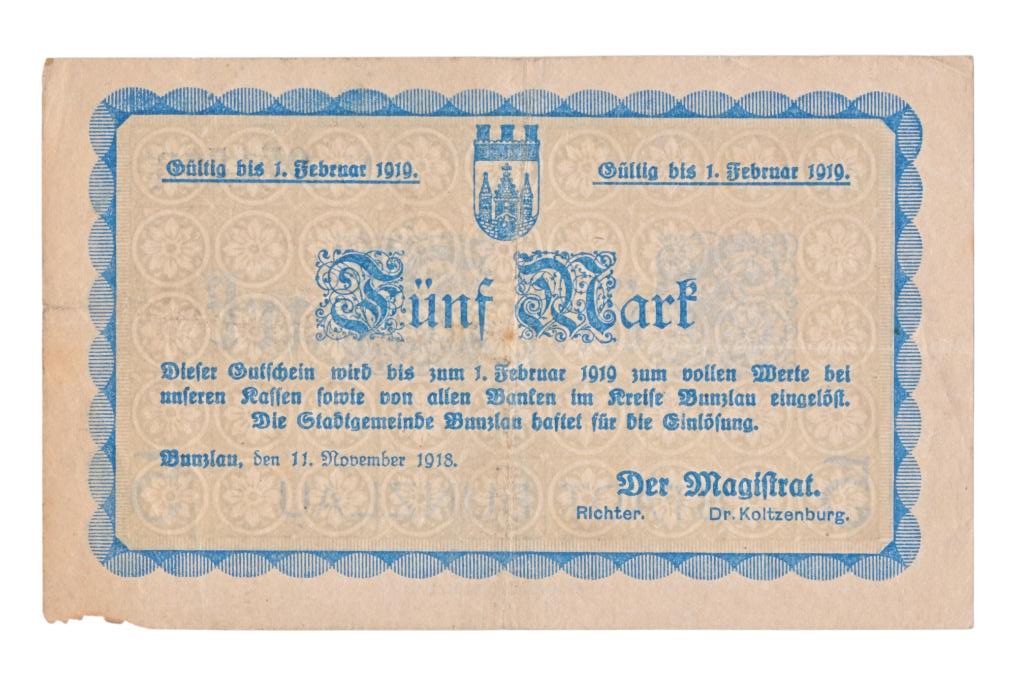 Gültig bis 1. Februar 1919.
Gültig bis 1. Februar 1919.
Fünf Mark
Dieser Gutschein wird bis zum 1. Februar 1919 zum vollen Werte bei
unseren Kassen sowie von allen Banken im Kreise Bunzlau eingelöst.
Die Stadtgemeinde Bunzlau haftet für die Einlösung.
Bunzlau, den 11. November 1918.
Der Magistrat.
Richter. Dr. Koltzenburg.